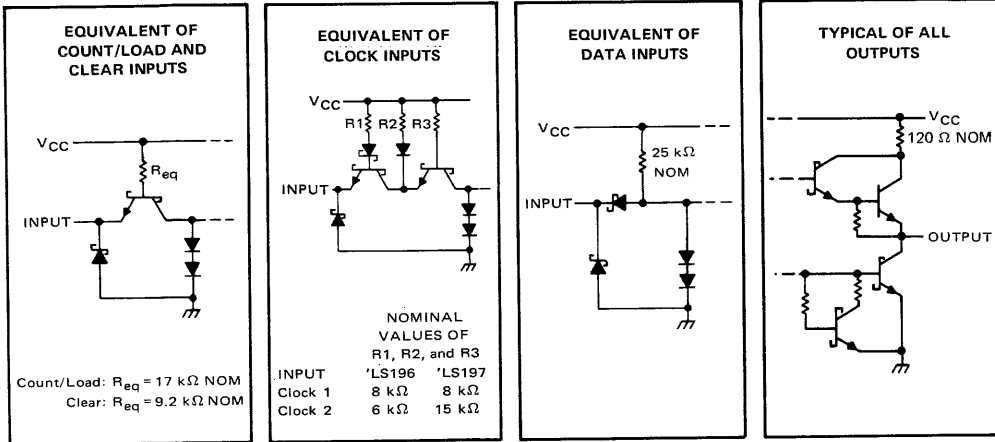 EQUIVALENT OF
COUNT/LOAD AND
CLEAR INPUTS
VCC
Req
INPUT
Count/Load: Req = 17 kΩ NOM
Clear: Req = 9.2 kΩ NOM
EQUIVALENT OF
CLOCK INPUTS
VCC
R1 R2 R3
INPUT
NOMINAL
VALUES OF
R1, R2, and R3
INPUT 'LS196 'LS197
Clock 1 8 kΩ 8 kΩ
Clock 2 6 kΩ 15 kΩ
EQUIVALENT OF
DATA INPUTS
VCC
25 kΩ
NOM
INPUT
TYPICAL OF ALL
OUTPUTS
VCC
120 Ω NOM
OUTPUT